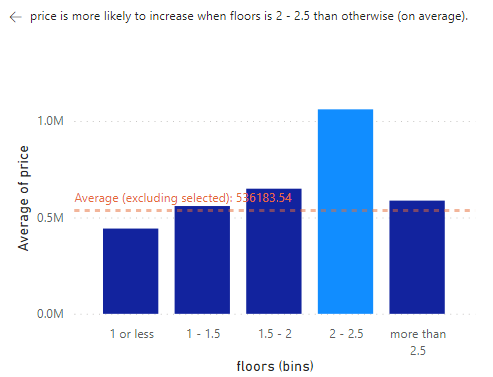 ← price is more likely to increase when floors is 2 - 2.5 than otherwise (on average).
1.0M
Average (excluding selected): 536183.54
0.5M
0.0M
Average of price
1 or less
1 - 1.5
1.5 - 2
2 - 2.5
more than
2.5
floors (bins)